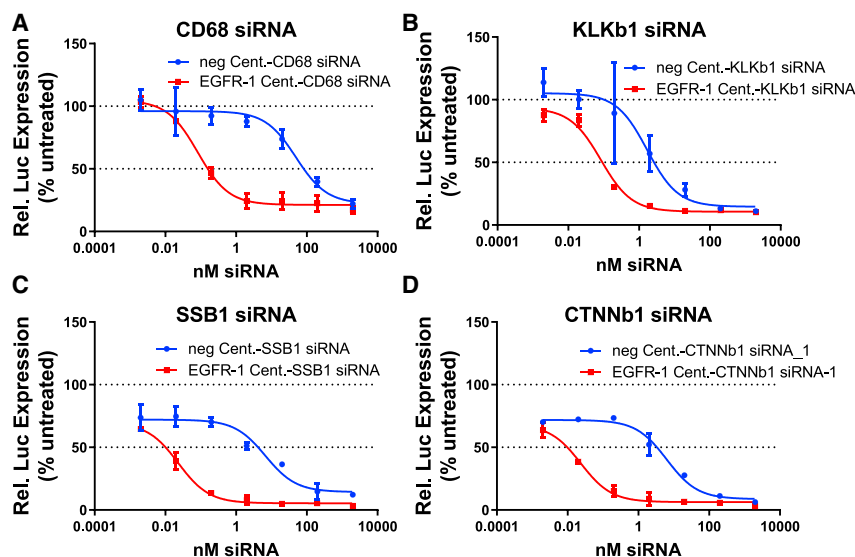 A
CD68 siRNA
neg Cent.-CD68 siRNA
EGFR-1 Cent.-CD68 siRNA
Rel. Luc Expression
(% untreated)
150
100
50
0
0.0001
0.01
1
100
10000
nM siRNA
B
KLKb1 siRNA
neg Cent.-KLKb1 siRNA
EGFR-1 Cent.-KLKb1 siRNA
Rel. Luc Expression
(% untreated)
150
100
50
0
0.0001
0.01
1
100
10000
nM siRNA
C
SSB1 siRNA
neg Cent.-SSB1 siRNA
EGFR-1 Cent.-SSB1 siRNA
Rel. Luc Expression
(% untreated)
150
100
50
0
0.0001
0.01
1
100
10000
nM siRNA
D
CTNNb1 siRNA
neg Cent.-CTNNb1 siRNA_1
EGFR-1 Cent.-CTNNb1 siRNA-1
Rel. Luc Expression
(% untreated)
150
100
50
0
0.0001
0.01
1
100
10000
nM siRNA